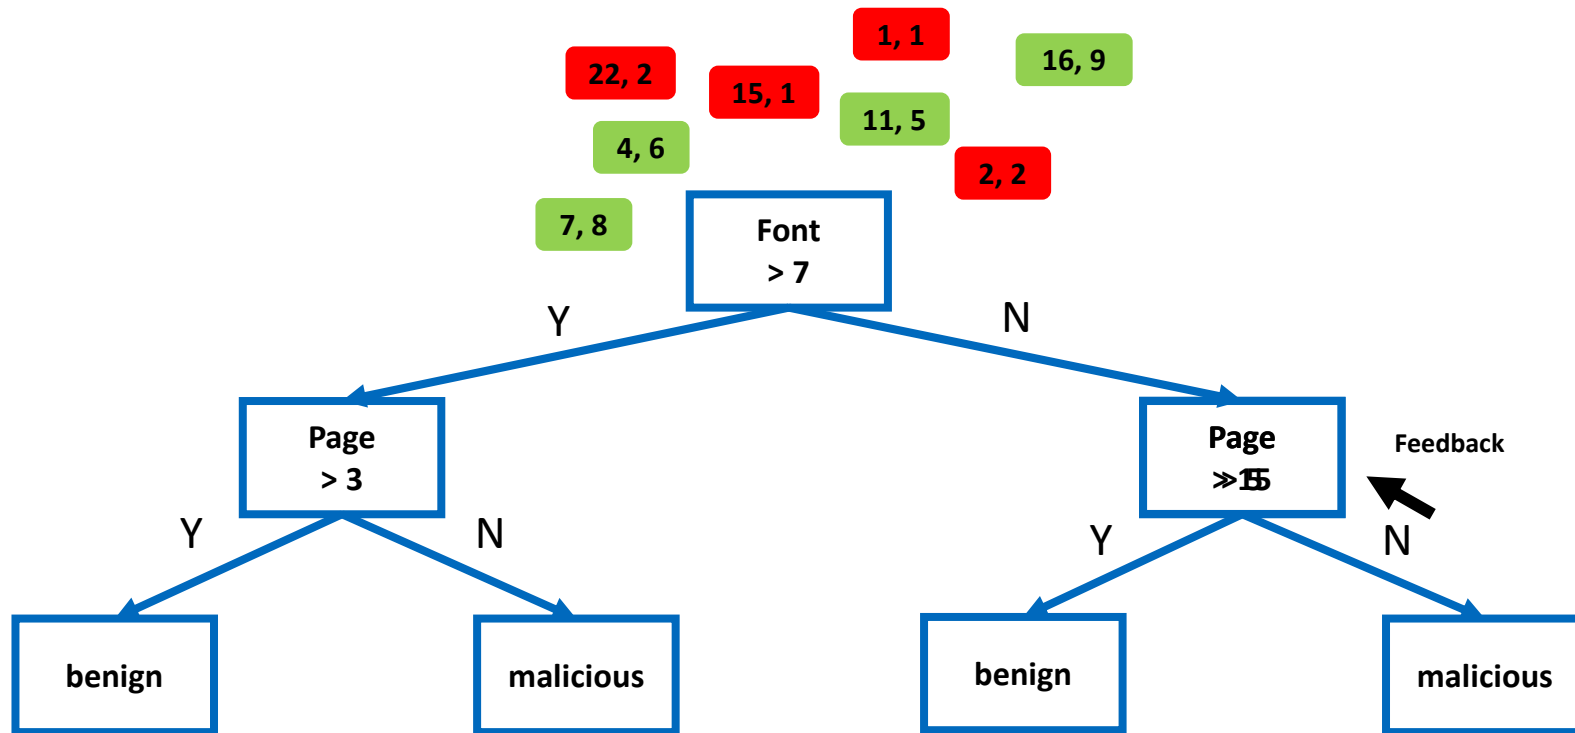 1, 1
16, 9
22, 2
15, 1
11, 5
4, 6
2, 2
7, 8
Font
> 7
Y
N
Page
> 3
Page
Feedback
Y
N
Y
N
benign
malicious
benign
malicious